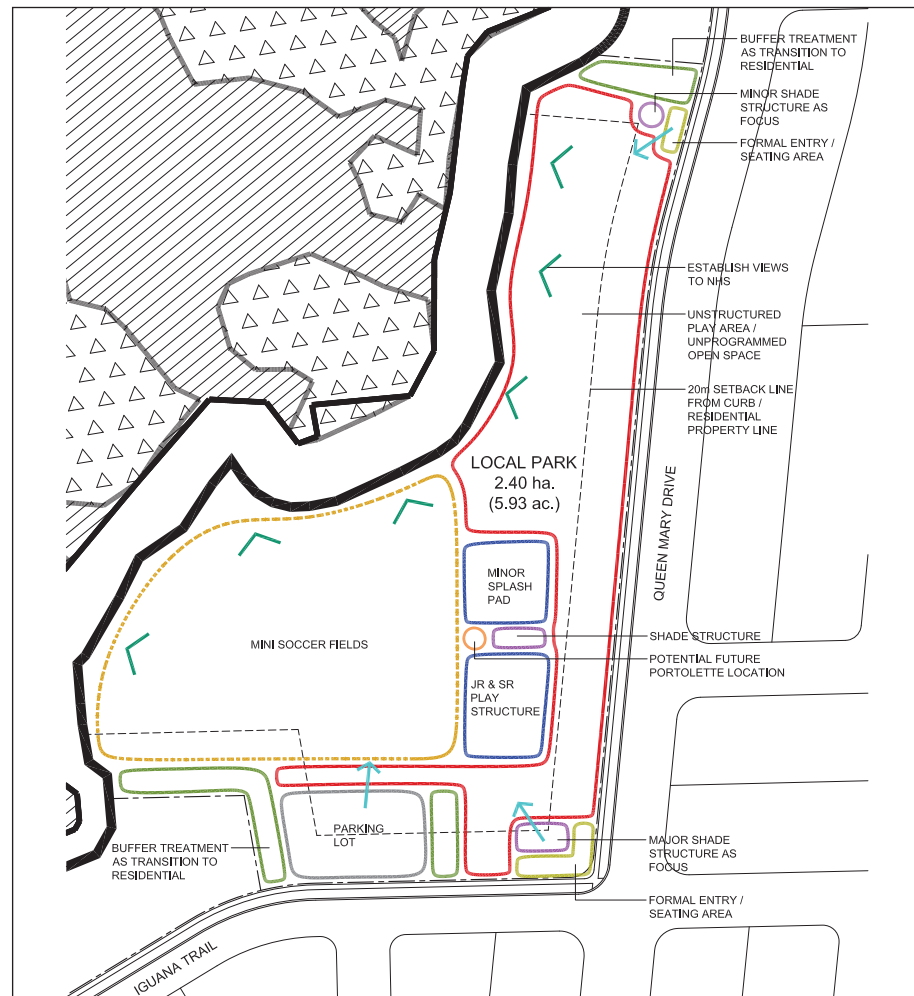 BUFFER TREATMENT
AS TRANSITION TO
RESIDENTIAL
MINOR SHADE
STRUCTURE AS
FOCUS
FORMAL ENTRY /
SEATING AREA
ESTABLISH VIEWS
TO NHS
UNSTRUCTURED
PLAY AREA /
UNPROGRAMMED
OPEN SPACE
20m SETBACK LINE
FROM CURB /
RESIDENTIAL
PROPERTY LINE
LOCAL PARK
2.40 ha.
(5.93 ac.)
QUEEN MARY DRIVE
MINOR
SPLASH
PAD
MINI SOCCER FIELDS
SHADE STRUCTURE
POTENTIAL FUTURE
PORTOLETTE LOCATION
JR & SR
PLAY
STRUCTURE
PARKING
LOT
BUFFER TREATMENT
AS TRANSITION TO
RESIDENTIAL
MAJOR SHADE
STRUCTURE AS
FOCUS
FORMAL ENTRY /
SEATING AREA
IGUANA TRAIL